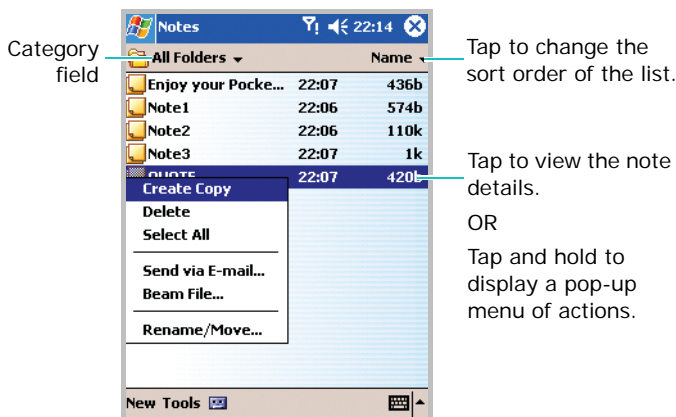 Notes 22:14
Category
field
All Folders Name
Tap to change the
sort order of the list.
Enjoy your Pocke... 22:07 436b
Note1 22:06 574b
Note2 22:06 110k
Note3 22:07 1k
QUOTE 22:07 420b
Tap to view the note
details.
OR
Tap and hold to
display a pop-up
menu of actions.
Create Copy
Delete
Select All
Send via E-mail...
Beam File...
Rename/Move...
New Tools